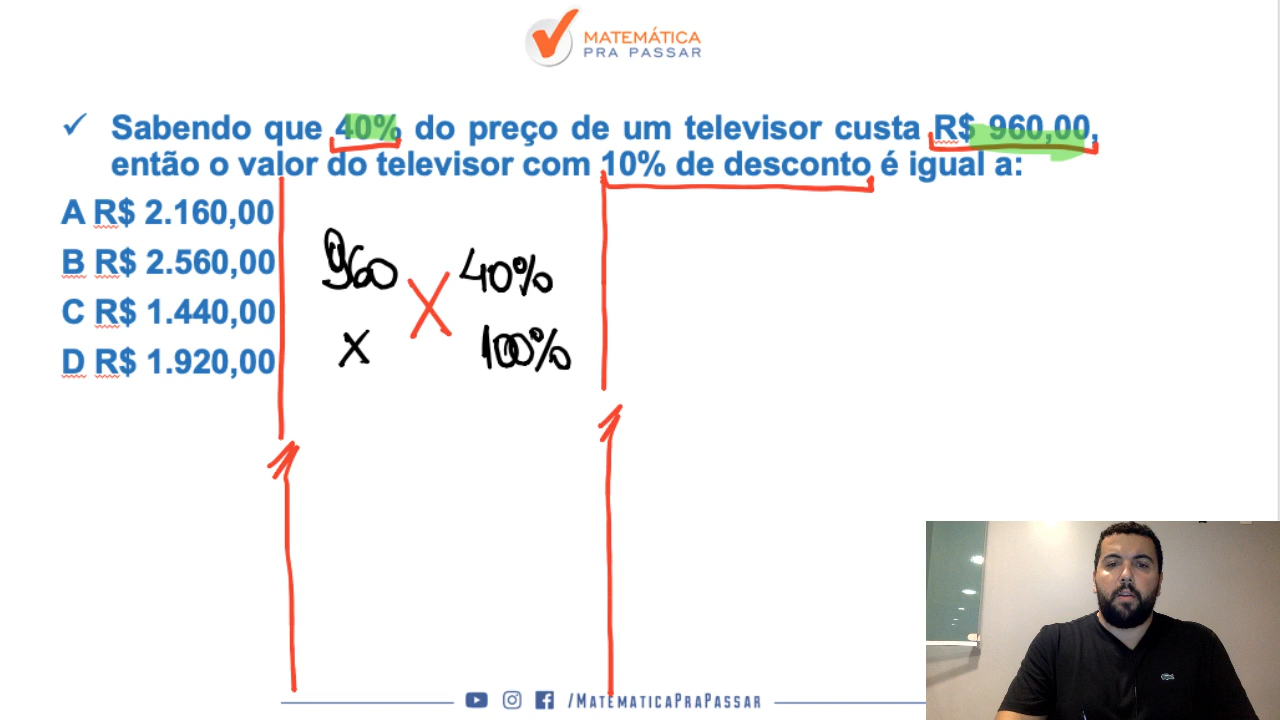 MATEMÁTICA
PRA PASSAR
✓ Sabendo que 40% do preço de um televisor custa R$ 960,00,
então o valor do televisor com 10% de desconto é igual a:
A R$ 2.160,00
B R$ 2.560,00
C R$ 1.440,00
D R$ 1.920,00
960 40%
x 100%
/MATEMATICAPRAPASSAR